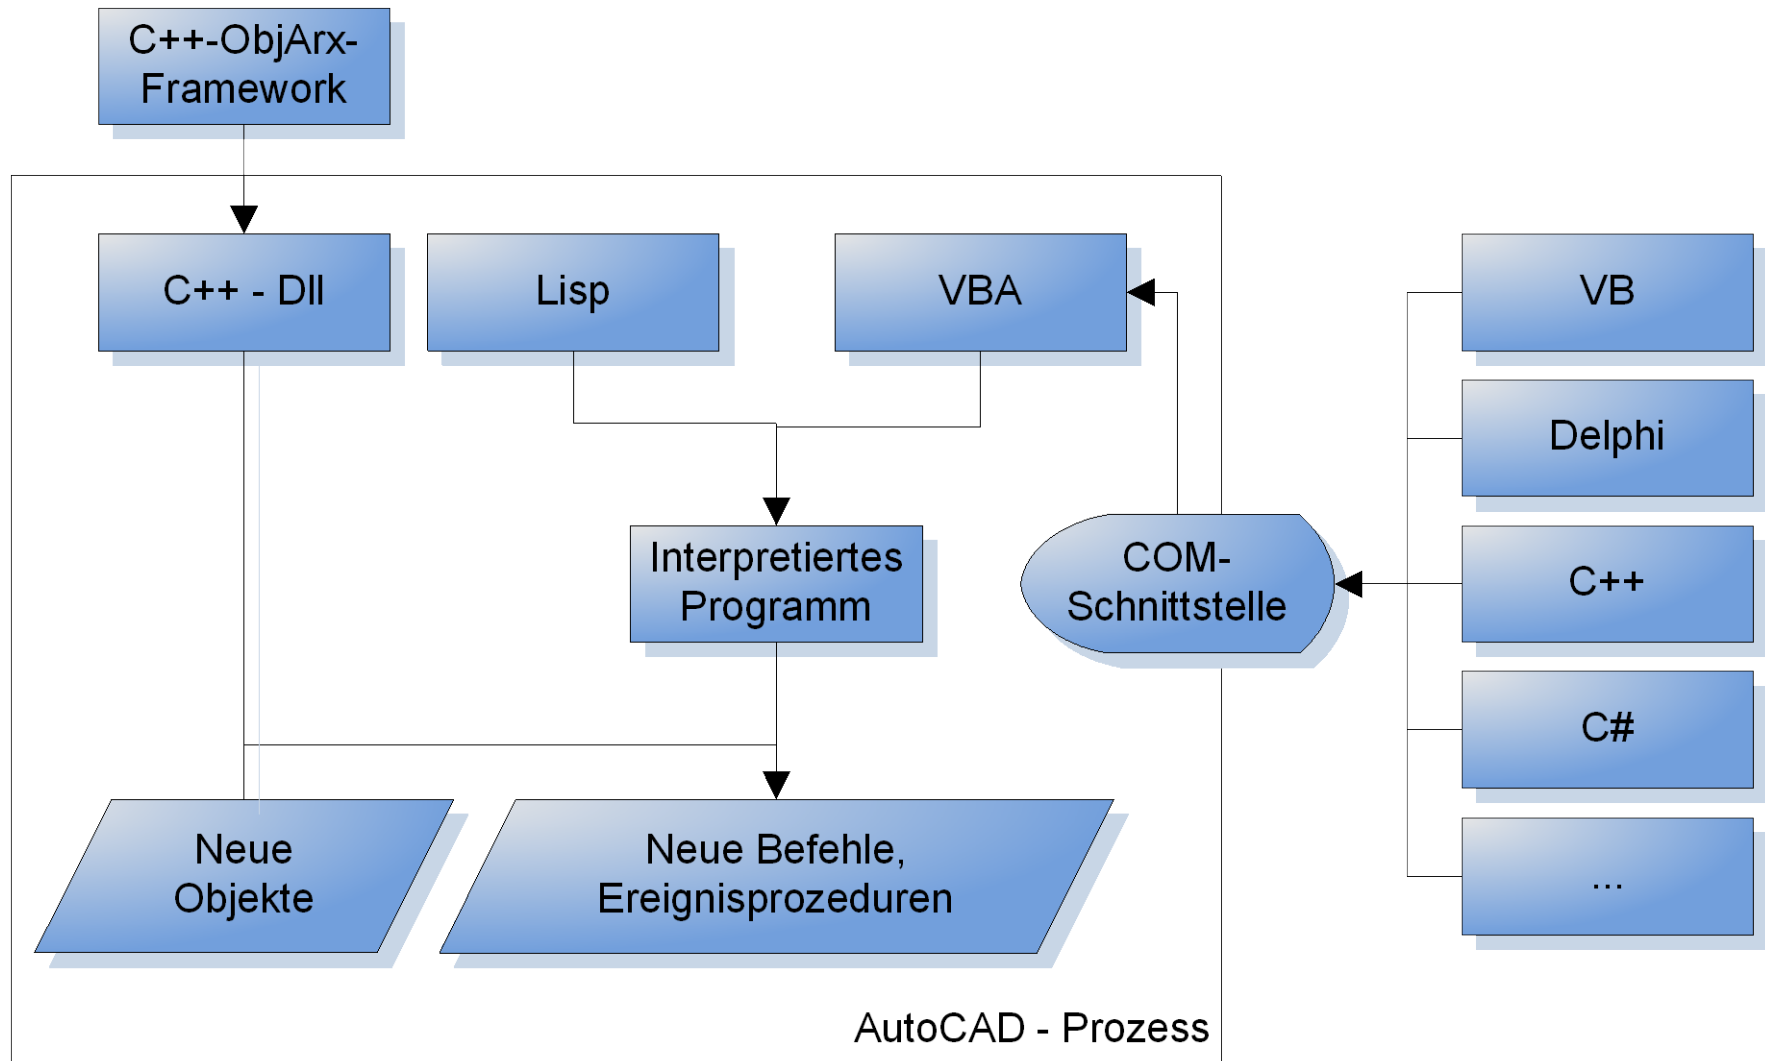 C++-ObjArx-
Framework
C++ - Dll
Lisp
VBA
VB
Delphi
Interpretiertes
Programm
COM-
Schnittstelle
C++
C#
Neue
Objekte
Neue Befehle,
Ereignisprozeduren
...
AutoCAD - Prozess